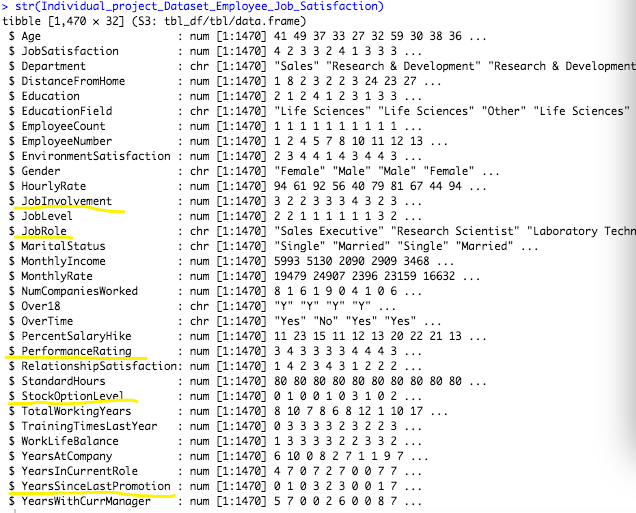 > str(Individual_project_Dataset_Employee_Job_Satisfaction)
tibble [1,470 × 32] (S3: tbl_df/tbl/data.frame)
$ Age : num [1:1470] 41 49 37 33 27 32 59 30 38 36 ...
$ JobSatisfaction : num [1:1470] 4 2 3 3 2 4 1 3 3 3 ...
$ Department : chr [1:1470] "Sales" "Research & Development" "Research & Development
$ DistanceFromHome : num [1:1470] 1 8 2 3 2 2 3 24 23 27 ...
$ Education : num [1:1470] 2 1 2 4 1 2 3 1 3 3 ...
$ EducationField : chr [1:1470] "Life Sciences" "Life Sciences" "Other" "Life Sciences"
$ EmployeeCount : num [1:1470] 1 1 1 1 1 1 1 1 1 1 ...
$ EmployeeNumber : num [1:1470] 1 2 4 5 7 8 10 11 12 13 ...
$ EnvironmentSatisfaction : num [1:1470] 2 3 4 4 1 4 3 4 4 3 ...
$ Gender : chr [1:1470] "Female" "Male" "Male" "Female" ...
$ HourlyRate : num [1:1470] 94 61 92 56 40 79 81 67 44 94 ...
$ JobInvolvement : num [1:1470] 3 2 2 3 3 3 4 3 2 3 ...
$ JobLevel : num [1:1470] 2 2 1 1 1 1 1 1 3 2 ...
$ JobRole : chr [1:1470] "Sales Executive" "Research Scientist" "Laboratory Techn
$ MaritalStatus : chr [1:1470] "Single" "Married" "Single" "Married" ...
$ MonthlyIncome : num [1:1470] 5993 5130 2090 2909 3468 ...
$ MonthlyRate : num [1:1470] 19479 24907 2396 23159 16632 ...
$ NumCompaniesWorked : num [1:1470] 8 1 6 1 9 0 4 1 0 6 ...
$ Over18 : chr [1:1470] "Y" "Y" "Y" "Y" ...
$ OverTime : chr [1:1470] "Yes" "No" "Yes" "Yes" ...
$ PercentSalaryHike : num [1:1470] 11 23 15 11 12 13 20 22 21 13 ...
$ PerformanceRating : num [1:1470] 3 4 3 3 3 3 4 4 4 3 ...
$ RelationshipSatisfaction: num [1:1470] 1 4 2 3 4 3 1 2 2 2 ...
$ StandardHours : num [1:1470] 80 80 80 80 80 80 80 80 80 80 ...
$ StockOptionLevel : num [1:1470] 0 1 0 0 1 0 3 1 0 2 ...
$ TotalWorkingYears : num [1:1470] 8 10 7 8 6 8 12 1 10 17 ...
$ TrainingTimesLastYear : num [1:1470] 0 3 3 3 3 2 3 2 2 3 ...
$ WorkLifeBalance : num [1:1470] 1 3 3 3 3 2 2 3 3 2 ...
$ YearsAtCompany : num [1:1470] 6 10 0 8 2 7 1 1 9 7 ...
$ YearsInCurrentRole : num [1:1470] 4 7 0 7 2 7 0 0 7 7 ...
$ YearsSinceLastPromotion : num [1:1470] 0 1 0 3 2 3 0 0 1 7 ...
$ YearsWithCurrManager : num [1:1470] 5 7 0 0 2 6 0 0 8 7 ...